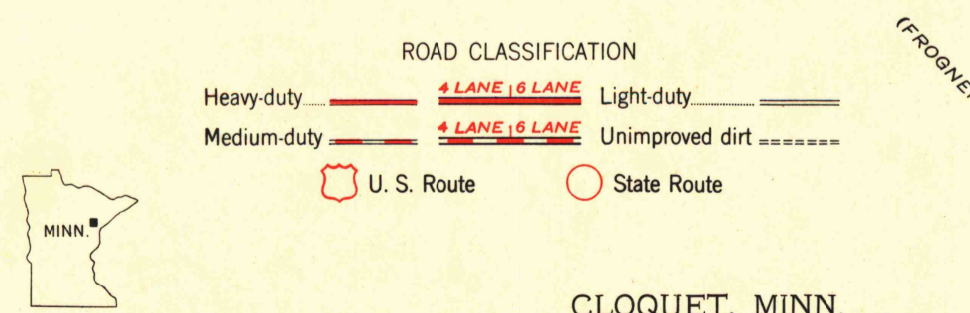 ROAD CLASSIFICATION
4 LANE 6 LANE
Heavy-duty Light-duty
4 LANE 6 LANE
Medium-duty Unimproved dirt
U. S. Route State Route
MINN.
CLOQUET, MINN.